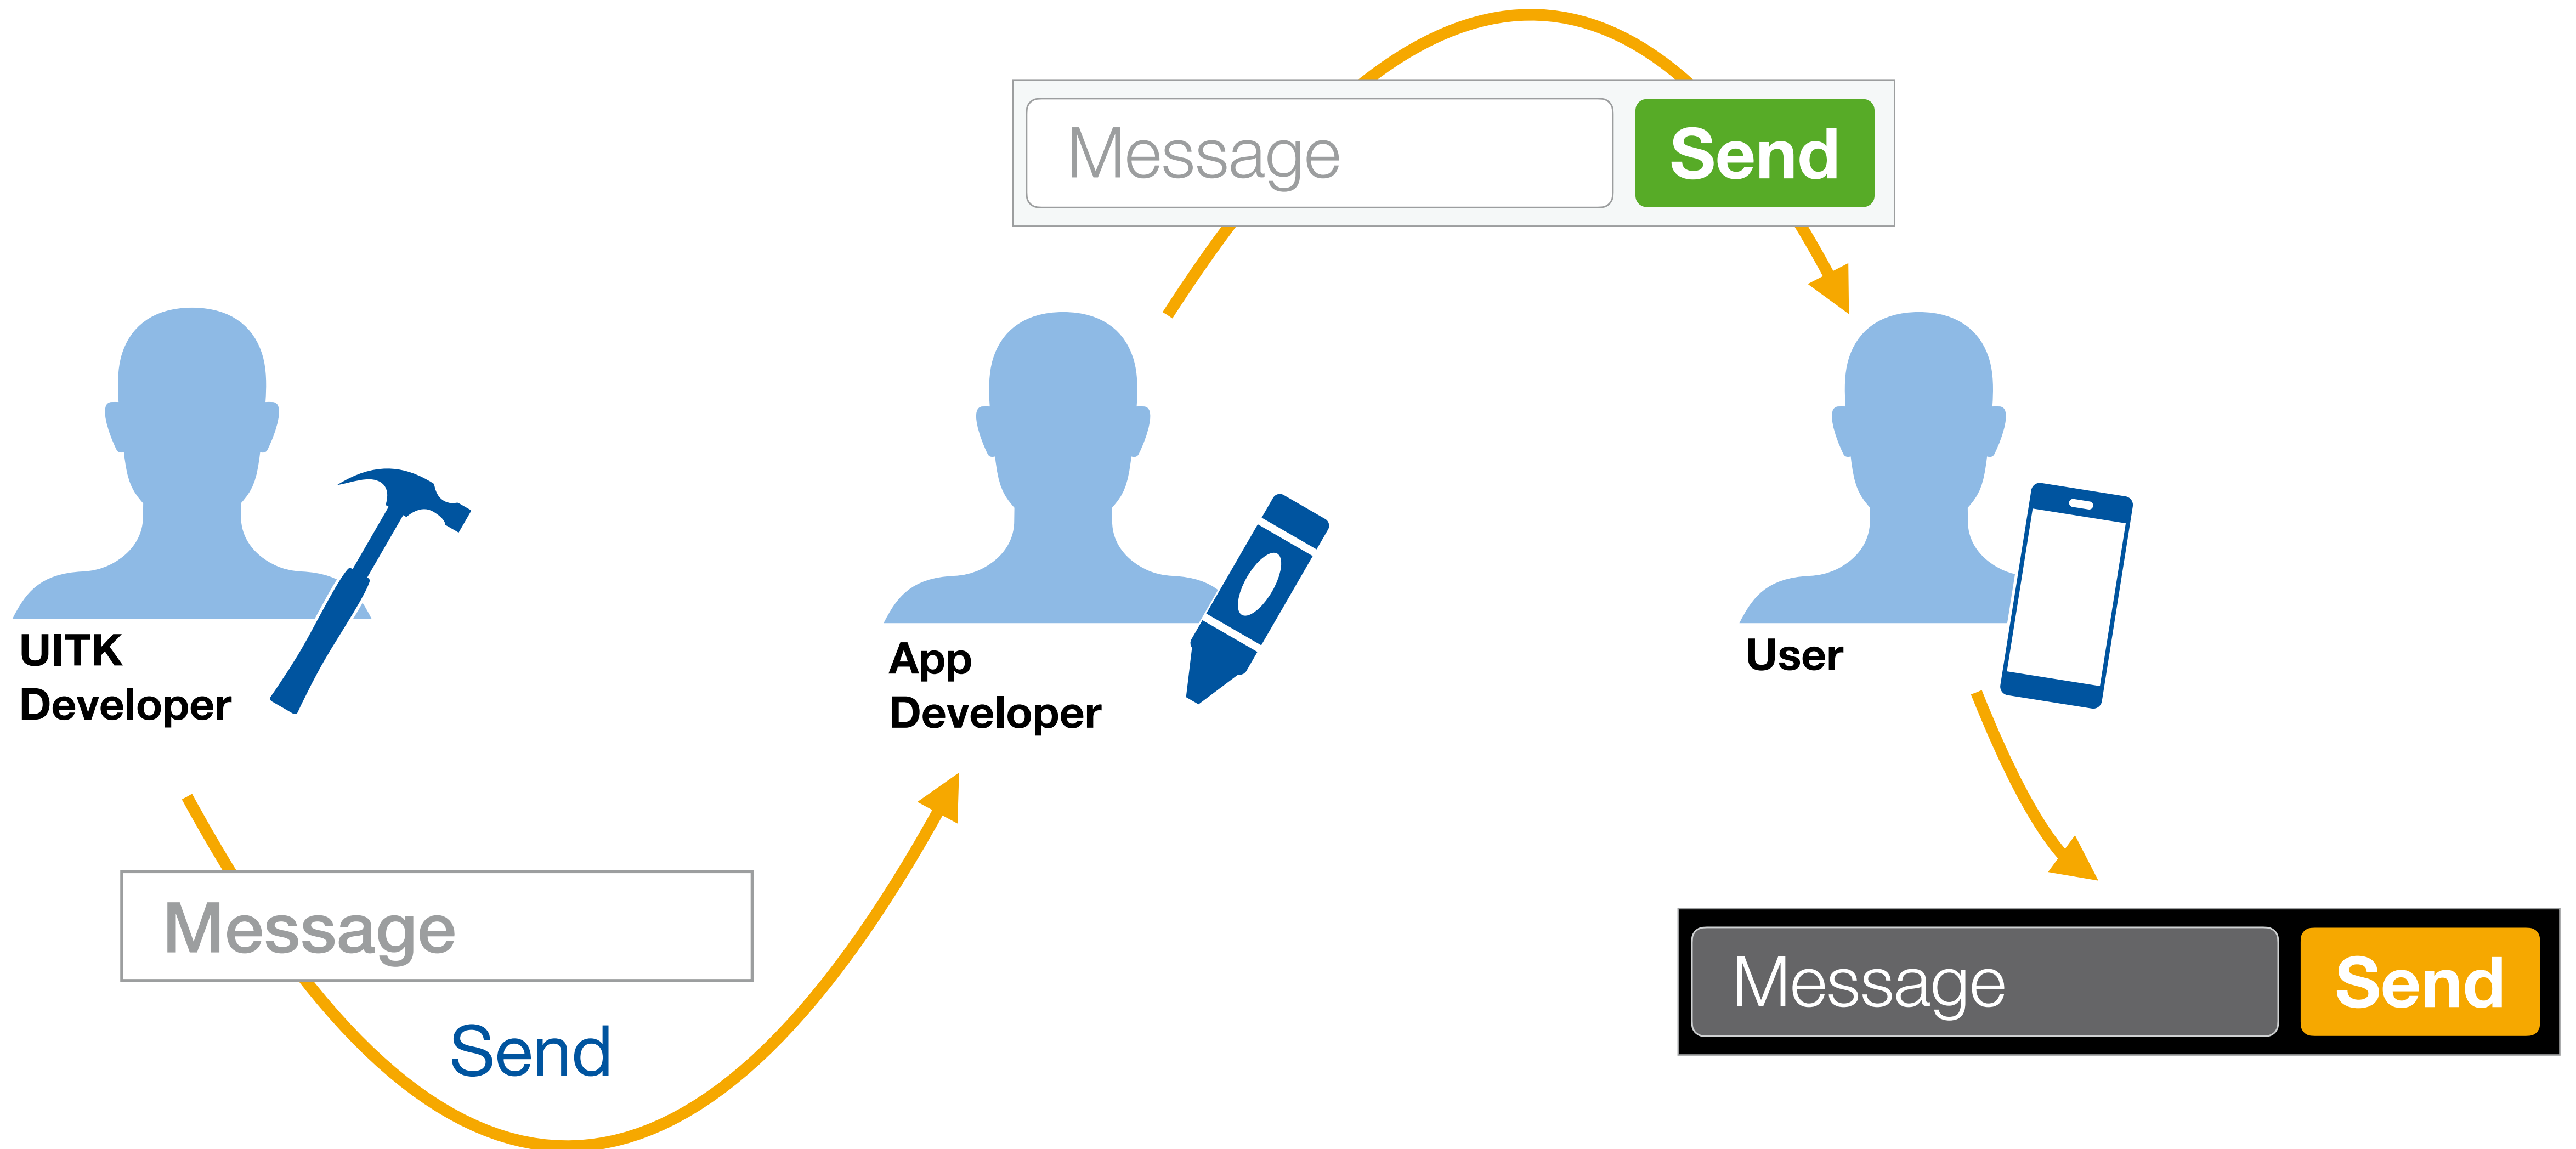 Message
Send
UITK
Developer
App
Developer
User
Message
Send
Message
Send